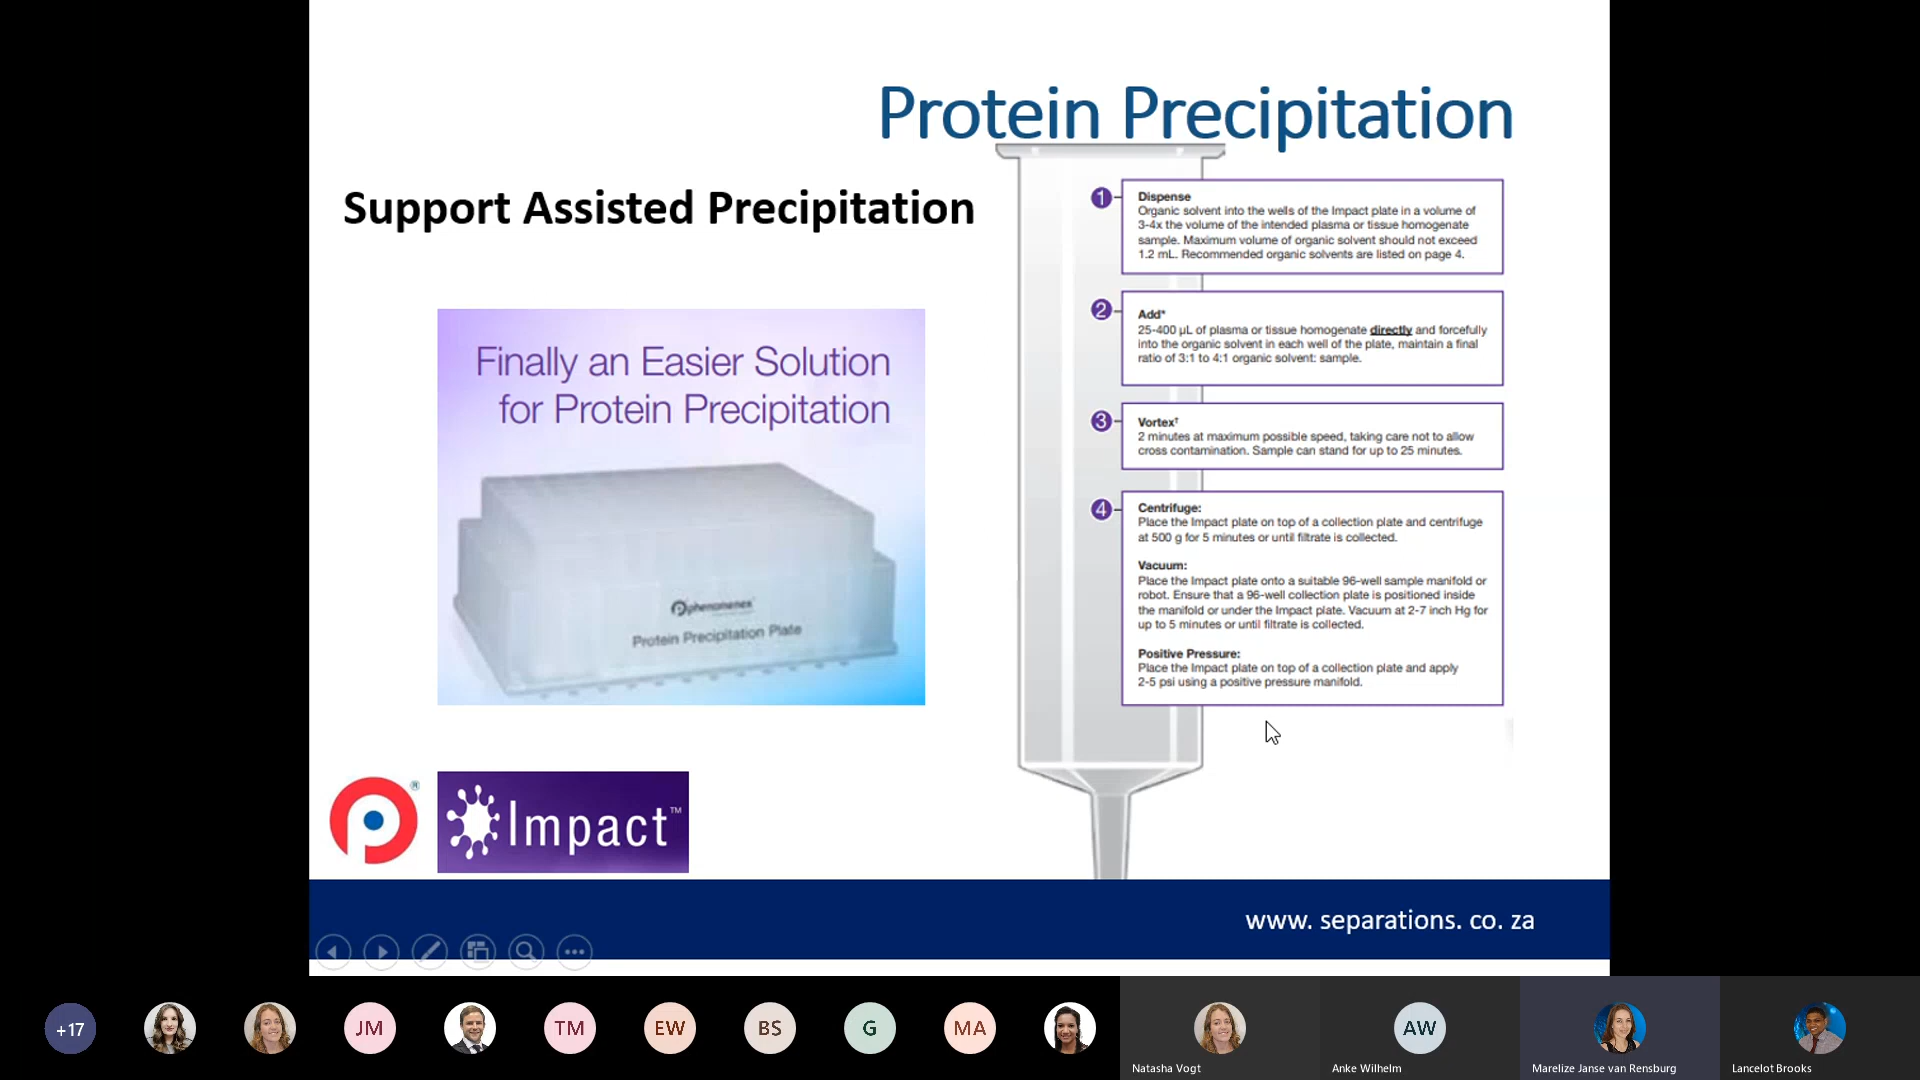 Protein Precipitation
Support Assisted Precipitation
Finally an Easier Solution
for Protein Precipitation
phenomenex
Protein Precipitation Plate
1
Dispense
Organic solvent into the wells of the Impact plate in a volume of
3-4x the volume of the intended plasma or tissue homogenate
sample. Maximum volume of organic solvent should not exceed
1.2 mL. Recommended organic solvents are listed on page 4.
2
Add*
25-400 µL of plasma or tissue homogenate directly and forcefully
into the organic solvent in each well of the plate, maintain a final
ratio of 3:1 to 4:1 organic solvent: sample.
3
Vortex†
2 minutes at maximum possible speed, taking care not to allow
cross contamination. Sample can stand for up to 25 minutes.
4
Centrifuge:
Place the Impact plate on top of a collection plate and centrifuge
at 500 g for 5 minutes or until filtrate is collected.
Vacuum:
Place the Impact plate onto a suitable 96-well sample manifold or
robot. Ensure that a 96-well collection plate is positioned inside
the manifold or under the Impact plate. Vacuum at 2-7 inch Hg for
up to 5 minutes or until filtrate is collected.
Positive Pressure:
Place the Impact plate on top of a collection plate and apply
2-5 psi using a positive pressure manifold.
®
Impact™
www. separations. co. za
+17
JM
TM
EW
BS
G
MA
AW
Natasha Vogt
Anke Wilhelm
Marelize Janse van Rensburg
Lancelot Brooks